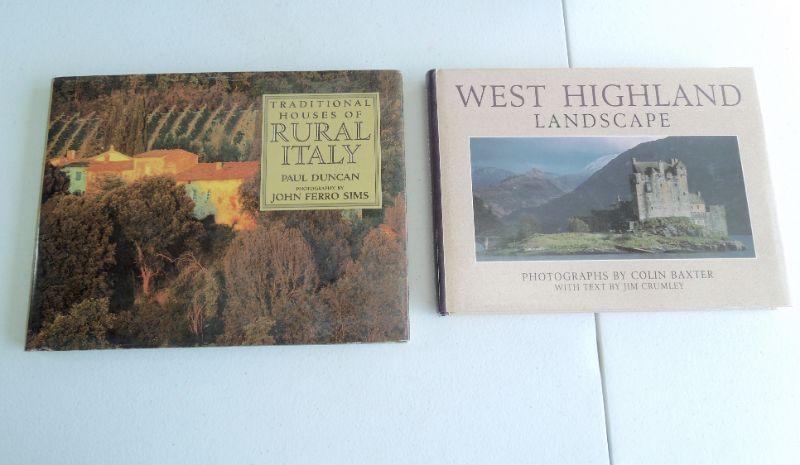 TRADITIONAL
HOUSES OF
RURAL
ITALY
PAUL DUNCAN
PHOTOGRAPHY BY
JOHN FERRO SIMS
WEST HIGHLAND
LANDSCAPE
PHOTOGRAPHS BY COLIN BAXTER
WITH TEXT BY JIM CRUMLEY